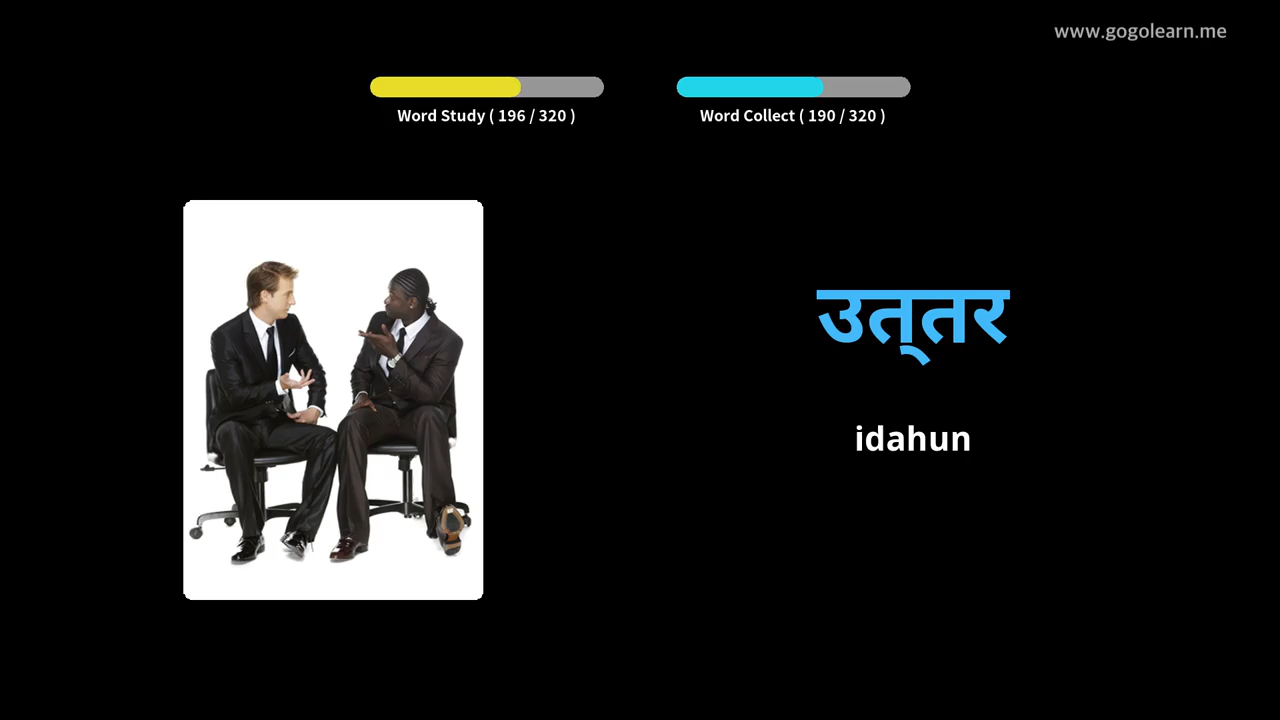 www.gogolearn.me
Word Study ( 196 / 320 )
Word Collect ( 190 / 320 )
उत्‌तर
idahun